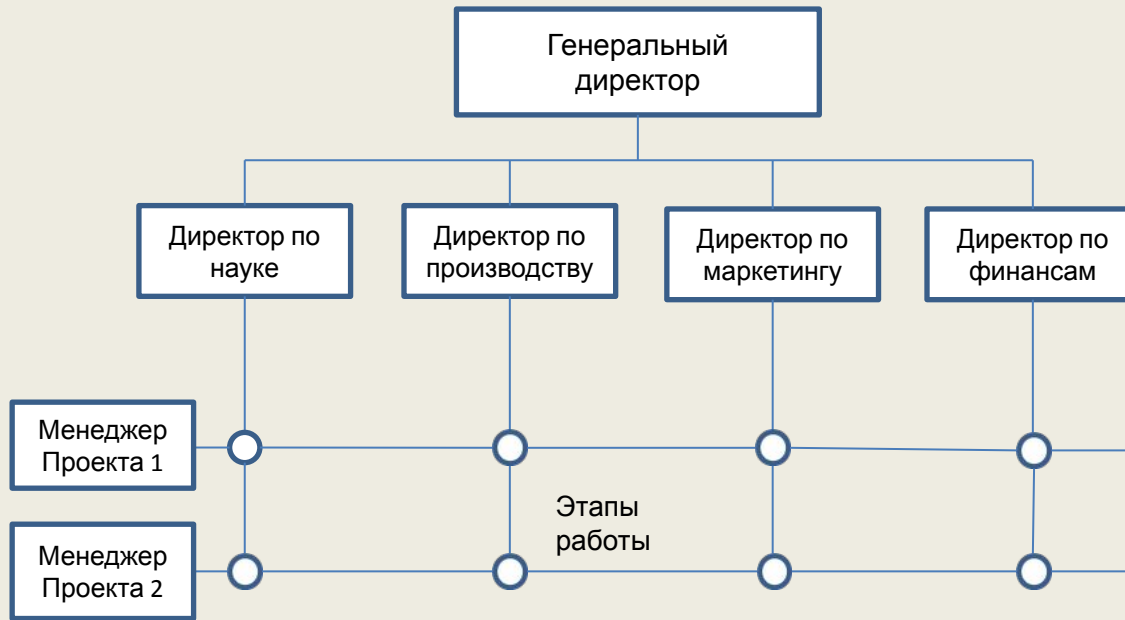 Генеральный
директор
Директор по
науке
Директор по
производству
Директор по
маркетингу
Директор по
финансам
Менеджер
Проекта 1
Этапы
работы
Менеджер
Проекта 2